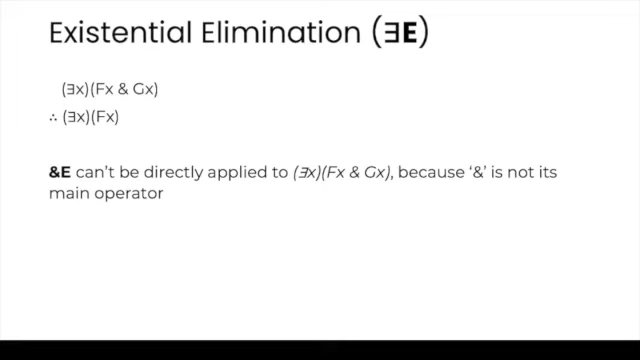 Existential Elimination (∃E)
(∃x)(Fx & Gx)
∴ (∃x)(Fx)
&E can't be directly applied to (∃x)(Fx & Gx), because '&' is not its
main operator